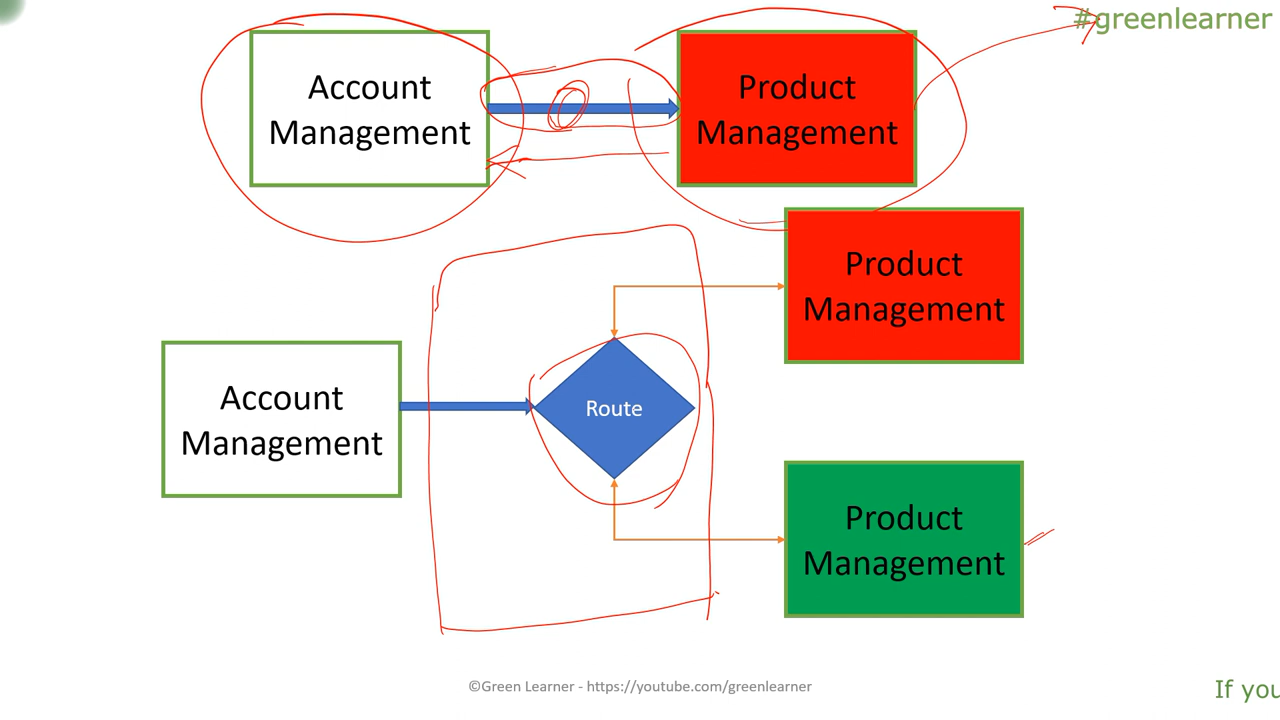 #greenlearner
Account
Management
Product
Management
Product
Management
Account
Management
Route
Product
Management
©Green Learner - https://youtube.com/greenlearner
If you